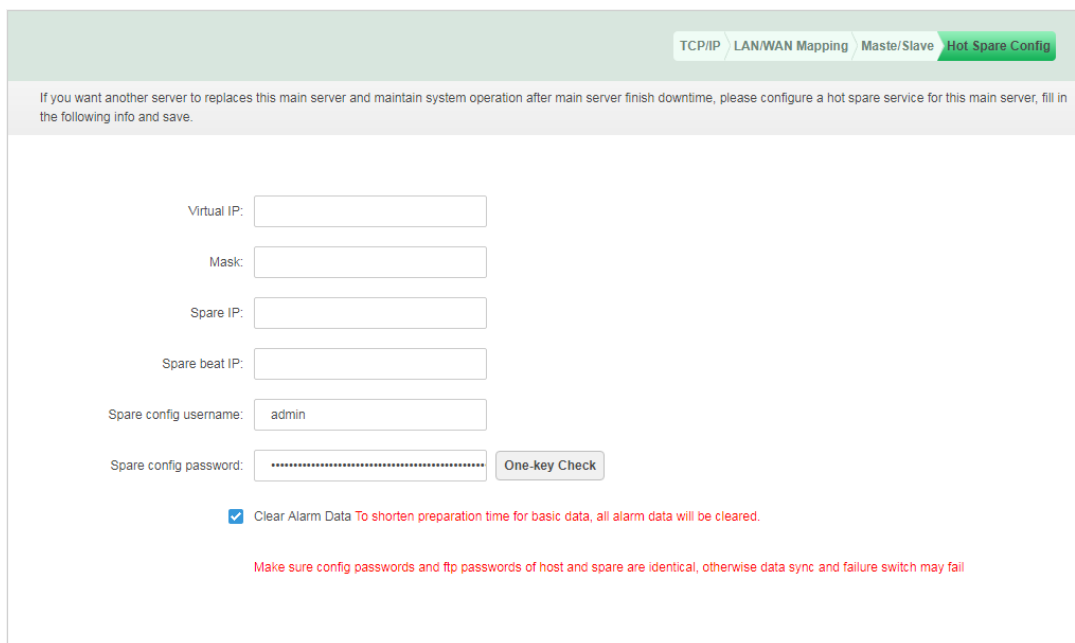 TCP/IP LAN/WAN Mapping Maste/Slave Hot Spare Config
If you want another server to replaces this main server and maintain system operation after main server finish downtime, please configure a hot spare service for this main server, fill in
the following info and save.
Virtual IP:
Mask:
Spare IP:
Spare beat IP:
Spare config username: admin
Spare config password: One-key Check
Clear Alarm Data To shorten preparation time for basic data, all alarm data will be cleared.
Make sure config passwords and ftp passwords of host and spare are identical, otherwise data sync and failure switch may fail